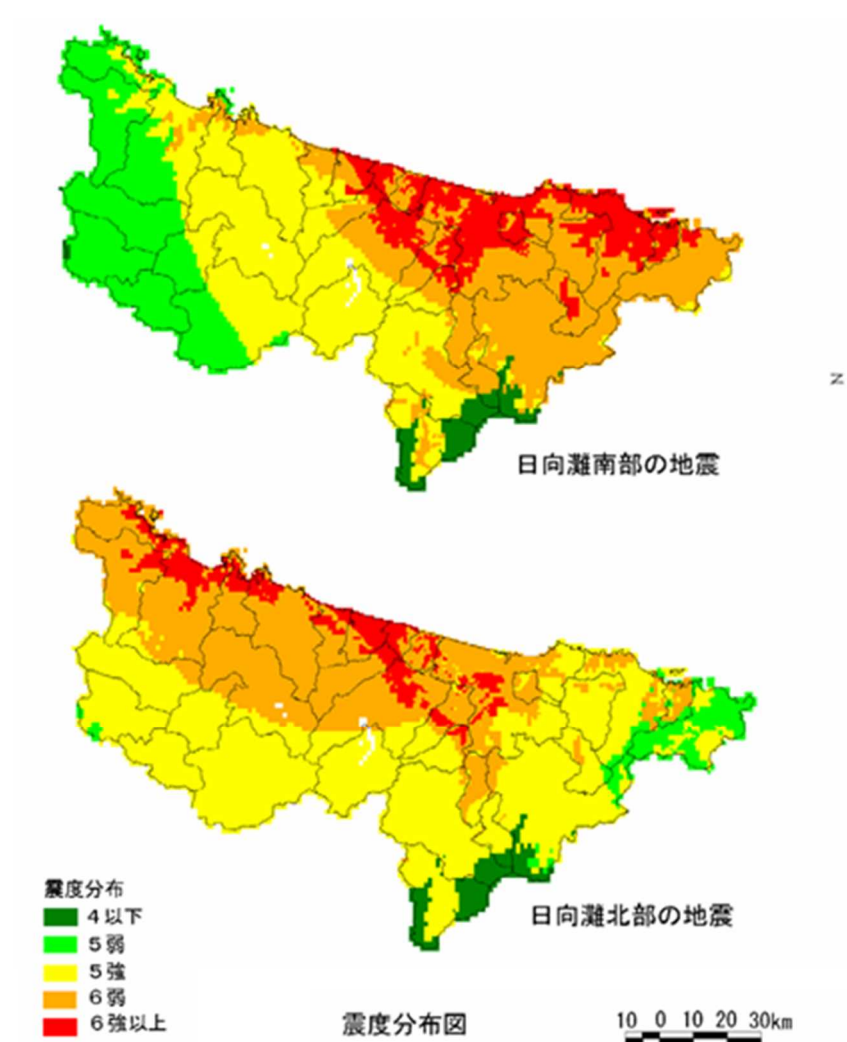 Z
日向灘南部の地震
日向灘北部の地震
震度分布
4以下
5弱
5強
6弱
6強以上
震度分布図
10 0 10 20 30km